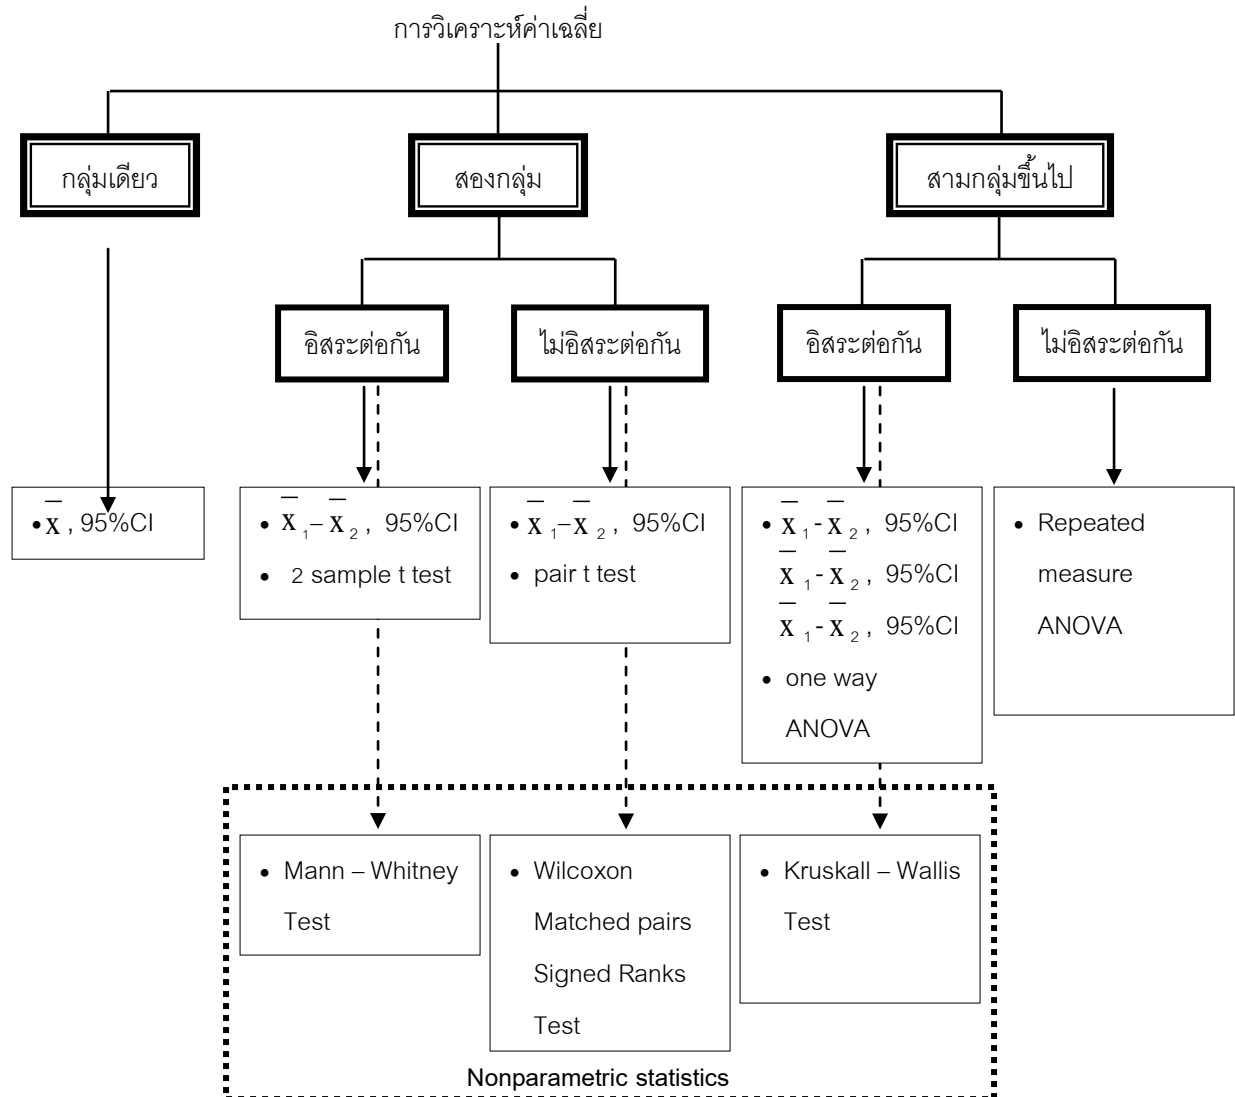 การวิเคราะห์ค่าเฉลี่ย
กลุ่มเดียว
สองกลุ่ม
สามกลุ่มขึ้นไป
อิสระต่อกัน
ไม่อิสระต่อกัน
อิสระต่อกัน
ไม่อิสระต่อกัน
• x̄ , 95%CI
• x̄ ₁– x̄ ₂ , 95%CI
• 2 sample t test
• x̄ ₁– x̄ ₂ , 95%CI
• pair t test
• x̄ ₁- x̄ ₂ , 95%CI
x̄ ₁- x̄ ₂ , 95%CI
x̄ ₁- x̄ ₂ , 95%CI
• one way
ANOVA
• Repeated
measure
ANOVA
• Mann – Whitney
Test
• Wilcoxon
Matched pairs
Signed Ranks
Test
• Kruskall – Wallis
Test
Nonparametric statistics